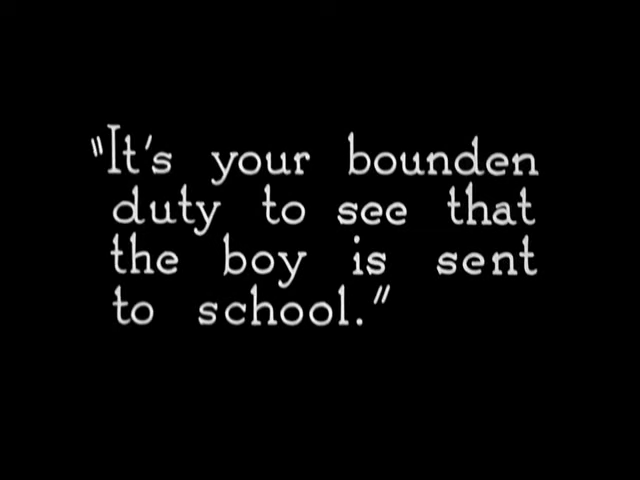 "It's your bounden
duty to see that
the boy is sent
to school."